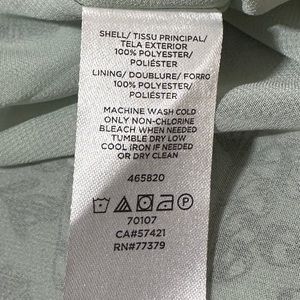 SHELL/ TISSU PRINCIPAL/
TELA EXTERIOR
100% POLYESTER/
POLIÉSTER
LINING/ DOUBLURE/ FORRO
100% POLYESTER/
POLIÉSTER
MACHINE WASH COLD
ONLY NON-CHLORINE
BLEACH WHEN NEEDED
TUMBLE DRY LOW
COOL IRON IF NEEDED
OR DRY CLEAN
465820
P
70107
CA#57421
RN#77379